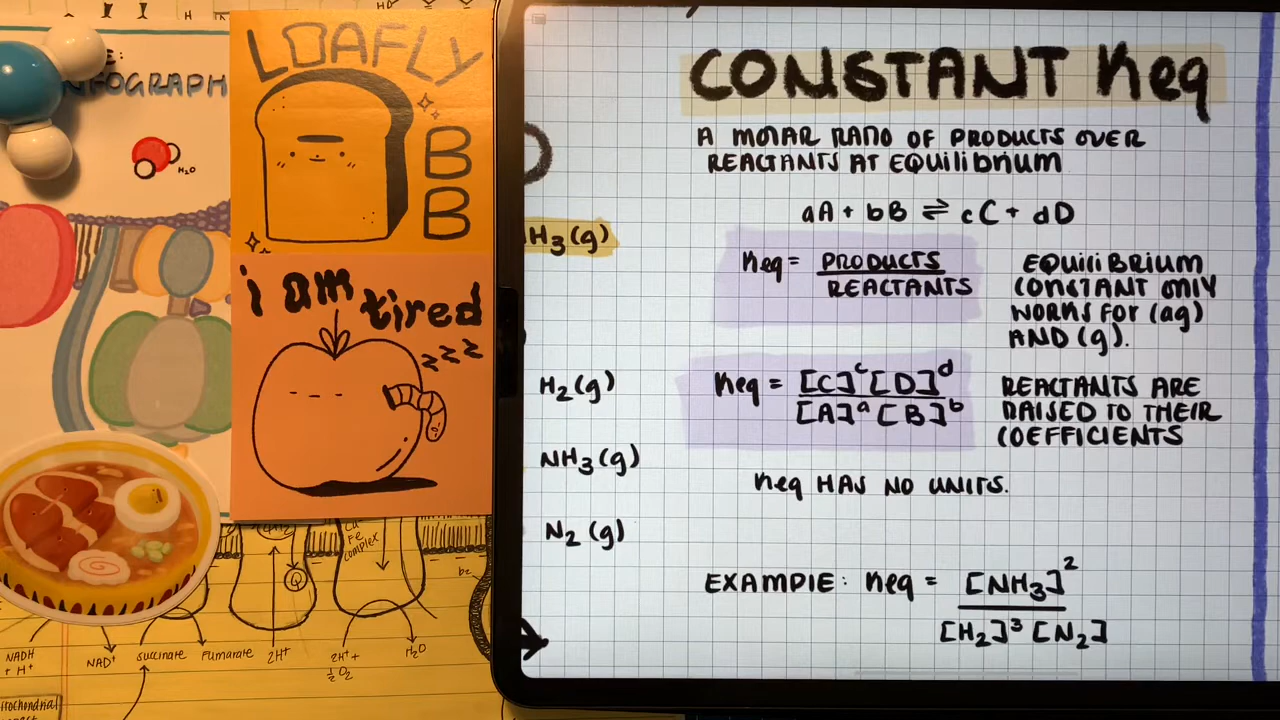 E:
NFOGRAPH
H₂O
LOAFLY
B
B
i am tired
zzz
NADH
+ H⁺
NAD⁺
succinate
Fumarate
2H⁺
2H⁺ +
½O₂
H₂O
Q
Fe
complex
H₃(g)
H₂(g)
NH₃(g)
N₂(g)
CONSTANT Keq
A MOLAR RATIO OF PRODUCTS OVER
REACTANTS AT EQUILIBRIUM
aA + bB ⇌ cC + dD
Keq = PRODUCTS
REACTANTS
EQUILIBRIUM
CONSTANT ONLY
WORKS FOR (aq)
AND (g).
Keq = [C]ᶜ[D]ᵈ
[A]ᵃ[B]ᵇ
REACTANTS ARE
RAISED TO THEIR
COEFFICIENTS
Keq HAS NO UNITS.
EXAMPLE: Keq = [NH₃]²
[H₂]³ [N₂]